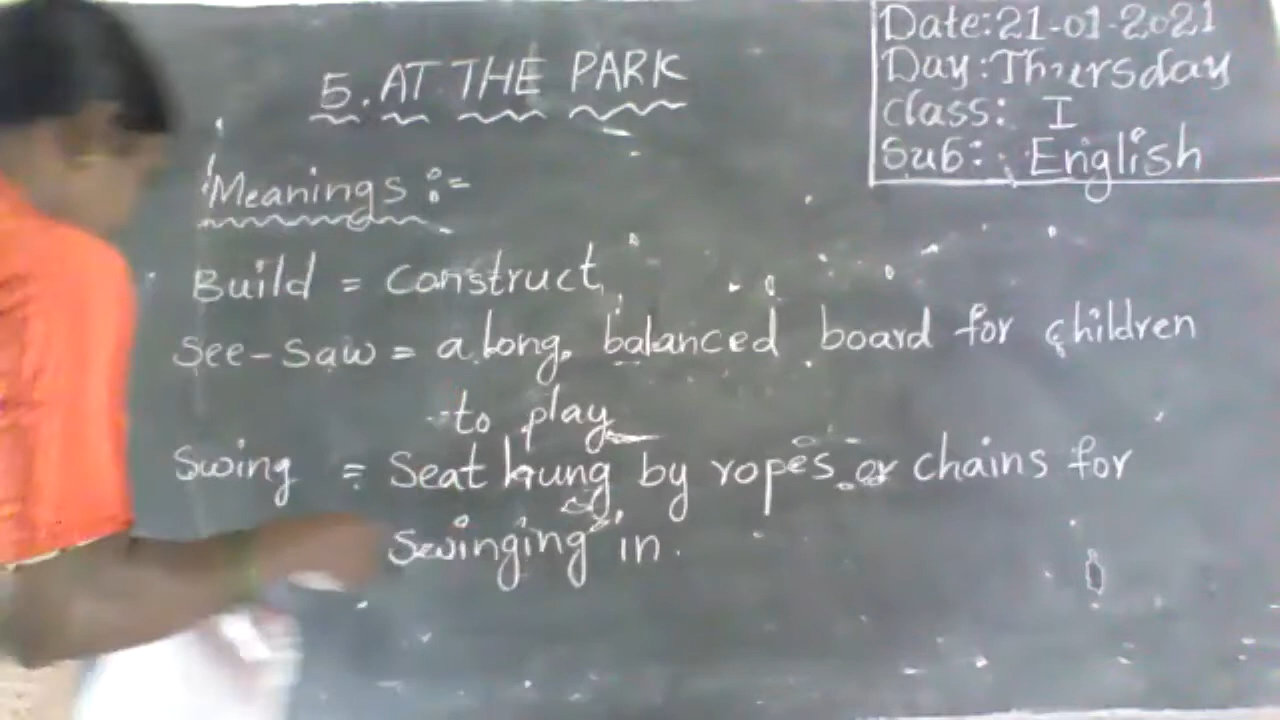 5. AT THE PARK
Date: 21-01-2021
Day: Thursday
class: I
Sub: English
Meanings :=
Build = Construct
See-Saw = a long, balanced board for children
to play
Swing = Seat hung by ropes or chains for
Swinging in.